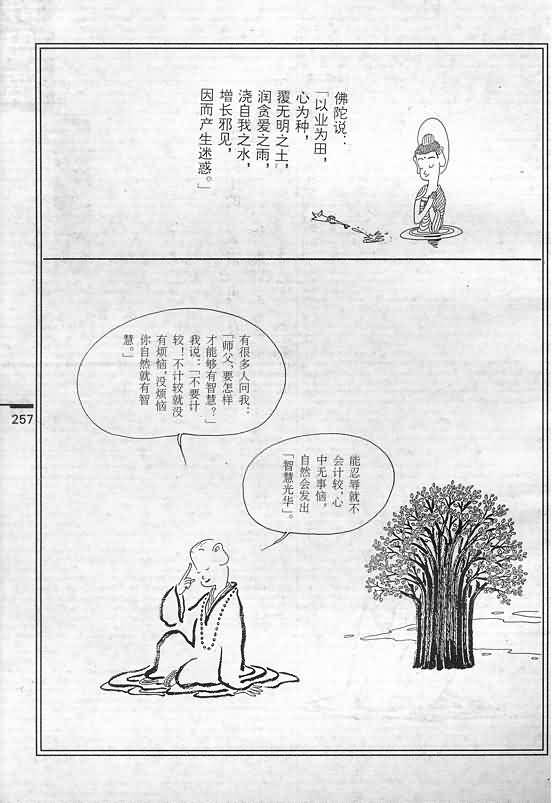 佛陀说：
「以业为田，
心为种，
覆无明之土，
润贪爱之雨，
浇自我之水，
增长邪见，
因而产生迷惑。」
有很多人问我：
「师父，要怎样
才能够有智慧？」
我说：「不要计
较！不计较就没
有烦恼，没烦恼
你自然就有智
慧。」
能忍辱就不
会计较，心
中无事恼，
自然会发出
「智慧光华」。
257